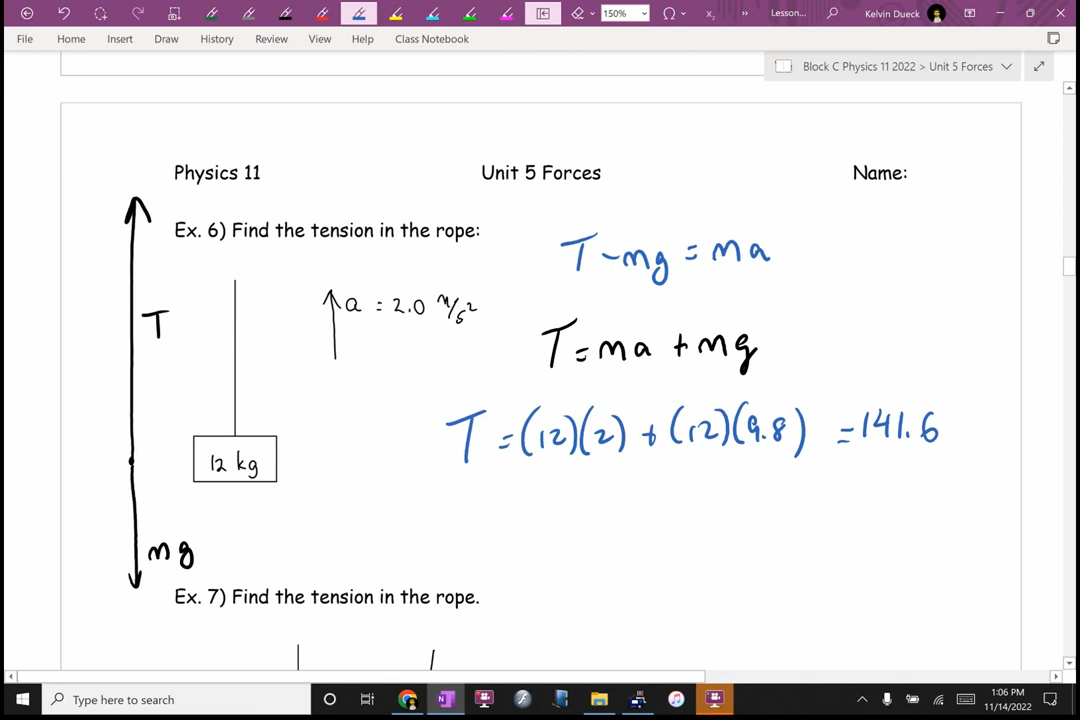 150%
Lesson...
Kelvin Dueck
File Home Insert Draw History Review View Help Class Notebook
Block C Physics 11 2022 > Unit 5 Forces
Physics 11 Unit 5 Forces Name:
Ex. 6) Find the tension in the rope:
T - mg = ma
a = 2.0 m/s²
T
T = ma + mg
T = (12)(2) + (12)(9.8) = 141.6
12 kg
mg
Ex. 7) Find the tension in the rope.
Type here to search
1:06 PM
11/14/2022